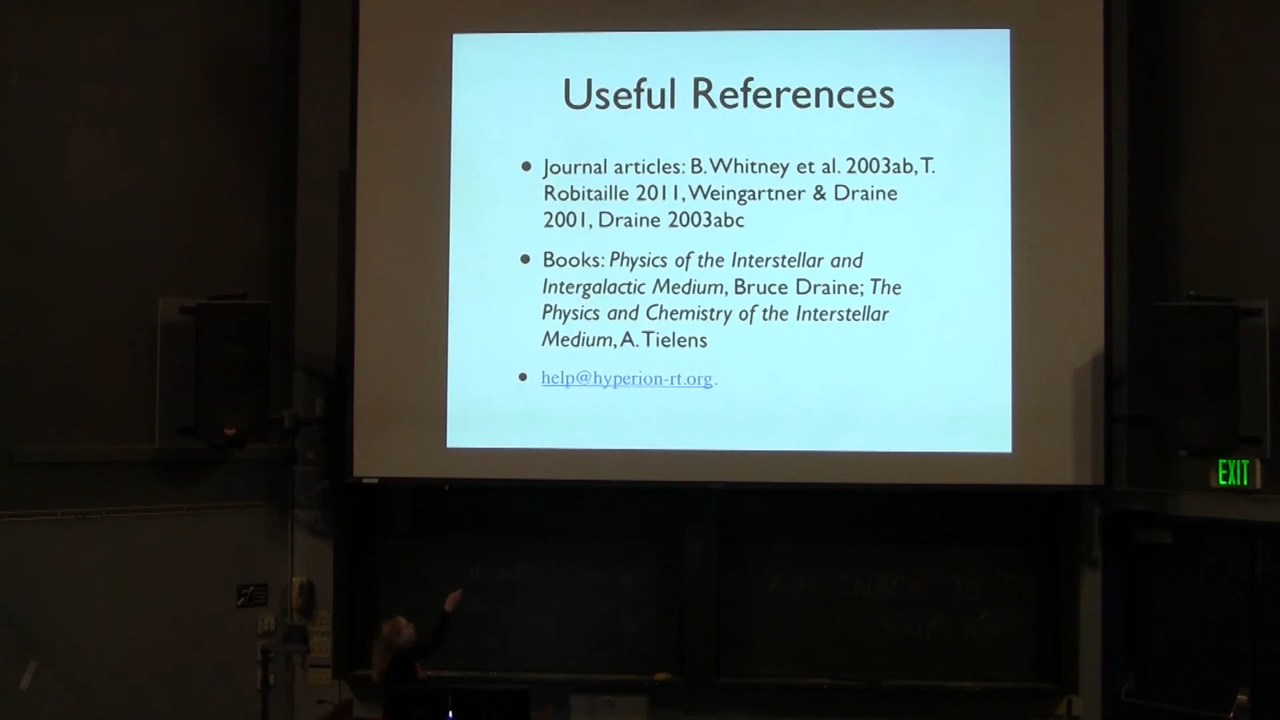 Useful References
• Journal articles: B. Whitney et al. 2003ab, T.
Robitaille 2011, Weingartner & Draine
2001, Draine 2003abc
• Books: Physics of the Interstellar and
Intergalactic Medium, Bruce Draine; The
Physics and Chemistry of the Interstellar
Medium, A. Tielens
• help@hyperion-rt.org.
EXIT